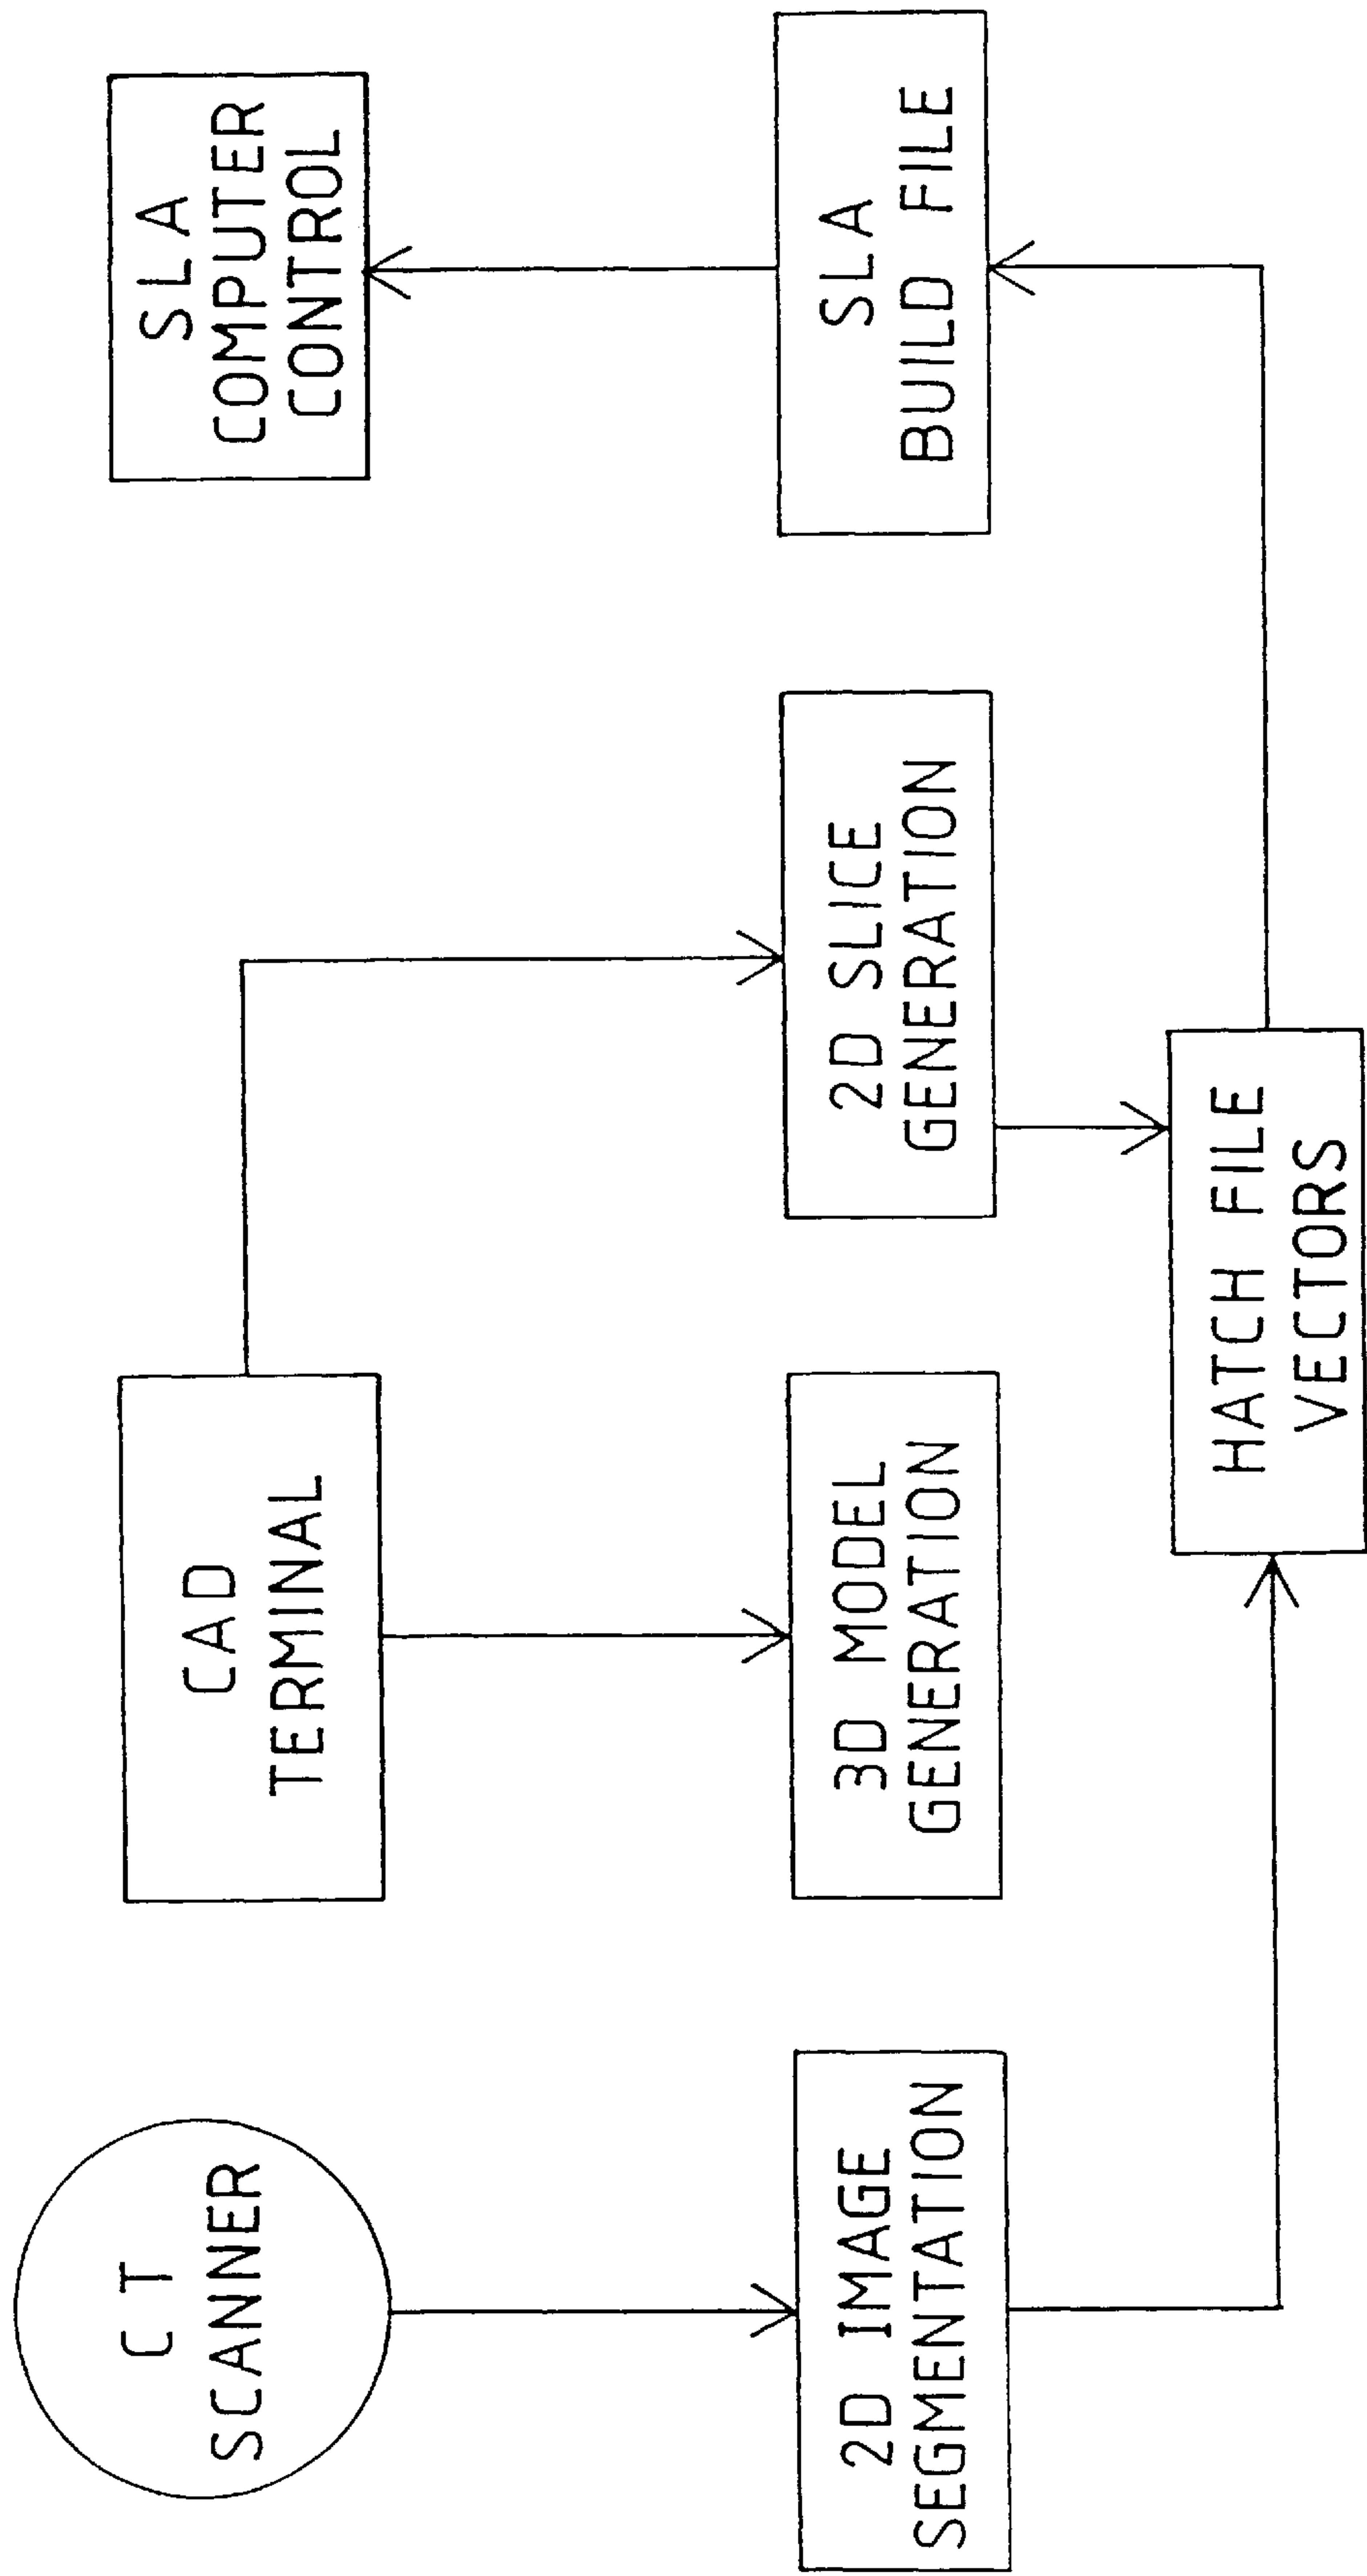 CT
SCANNER
CAD
TERMINAL
SLA
COMPUTER
CONTROL
2D IMAGE
SEGMENTATION
3D MODEL
GENERATION
2D SLICE
GENERATION
SLA
BUILD FILE
HATCH FILE
VECTORS